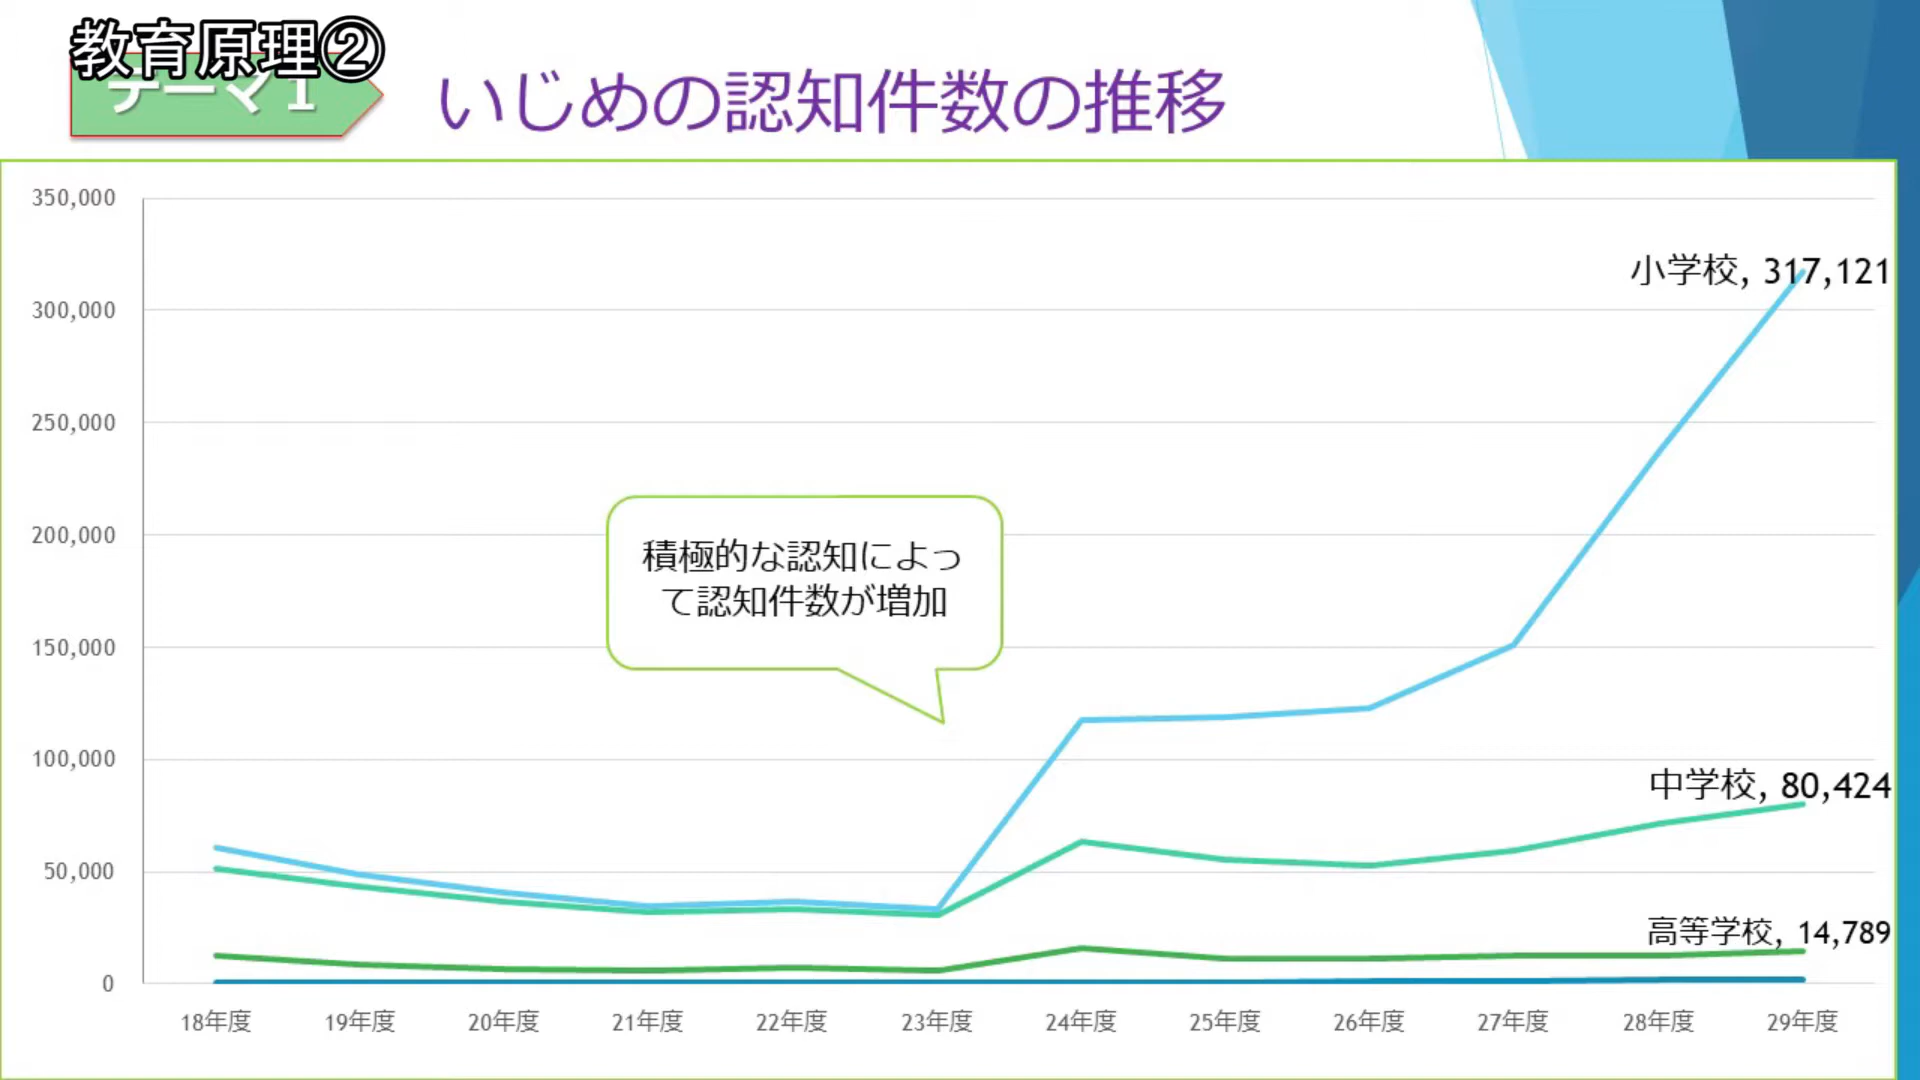 教育原理②
テーマ１
いじめの認知件数の推移
350,000
300,000
250,000
200,000
150,000
100,000
50,000
0
小学校, 317,121
積極的な認知によっ
て認知件数が増加
中学校, 80,424
高等学校, 14,789
18年度 19年度 20年度 21年度 22年度 23年度 24年度 25年度 26年度 27年度 28年度 29年度